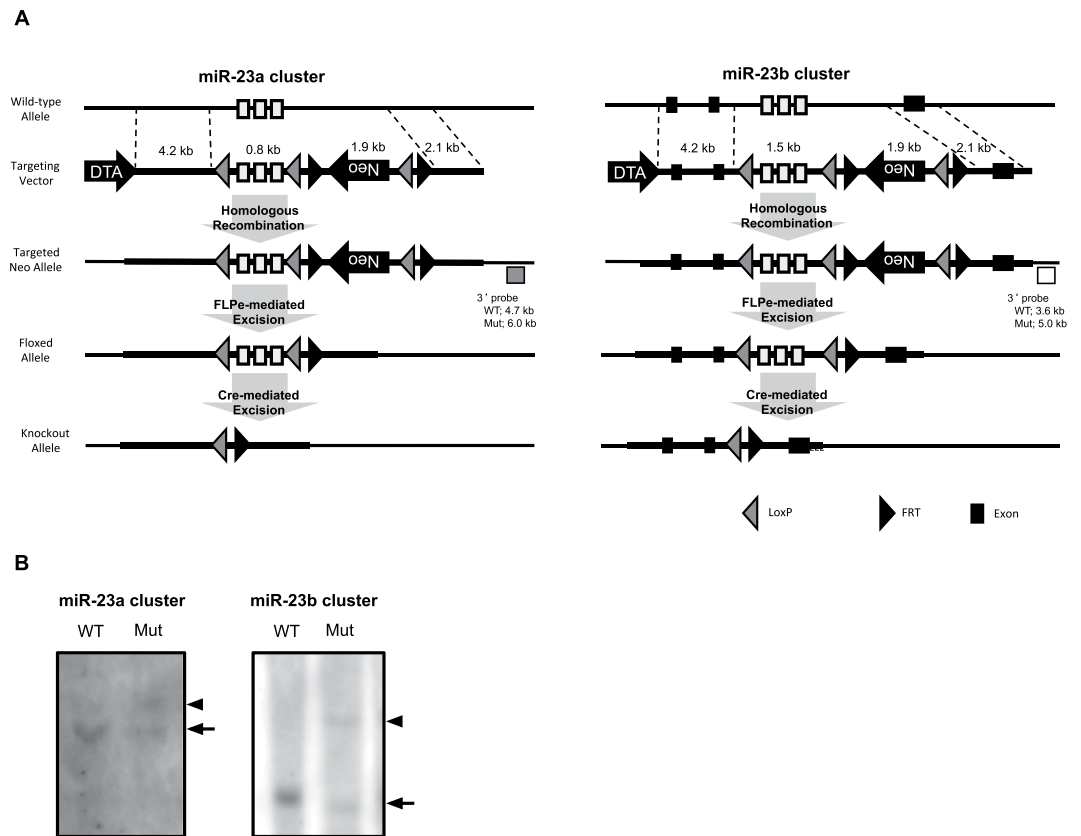 A
miR-23a cluster
Wild-type
Allele
4.2 kb
0.8 kb
1.9 kb
2.1 kb
Targeting
Vector
DTA
Neo
Homologous
Recombination
Targeted
Neo Allele
Neo
3 ‘ probe
WT; 4.7 kb
Mut; 6.0 kb
FLPe-mediated
Excision
Floxed
Allele
Cre-mediated
Excision
Knockout
Allele
miR-23b cluster
4.2 kb
1.5 kb
1.9 kb
2.1 kb
DTA
Neo
Homologous
Recombination
Neo
3 ‘ probe
WT; 3.6 kb
Mut; 5.0 kb
FLPe-mediated
Excision
Cre-mediated
Excision
LoxP
FRT
Exon
B
miR-23a cluster
WT Mut
miR-23b cluster
WT Mut